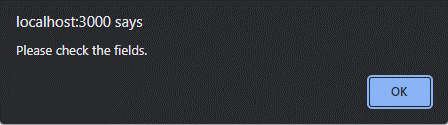 localhost:3000 says
Please check the fields.
OK